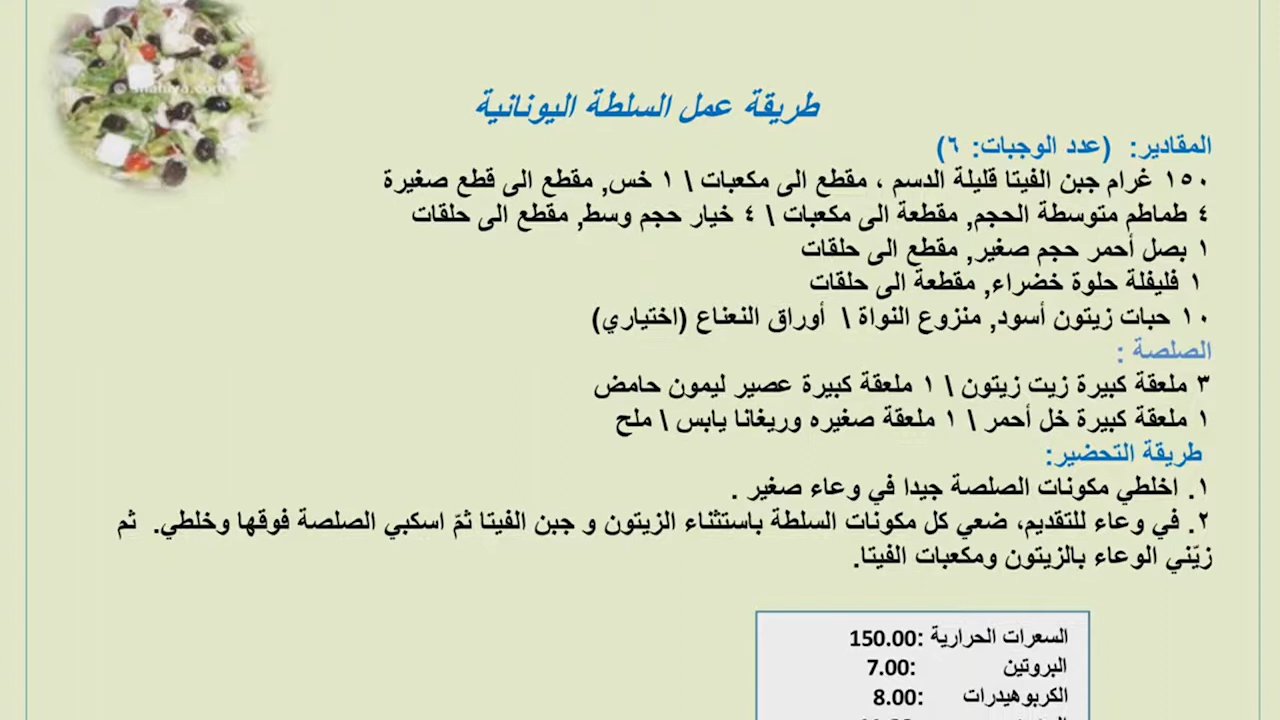 طريقة عمل السلطة اليونانية
المقادير: (عدد الوجبات: ٦)
١٥٠ غرام جبن الفيتا قليلة الدسم ، مقطع الى مكعبات \ ١ خس, مقطع الى قطع صغيرة
٤ طماطم متوسطة الحجم, مقطعة الى مكعبات \ ٤ خيار حجم وسط, مقطع الى حلقات
١ بصل أحمر حجم صغير, مقطع الى حلقات
١ فليفلة حلوة خضراء, مقطعة الى حلقات
١٠ حبات زيتون أسود, منزوع النواة \ أوراق النعناع (اختياري)
الصلصة :
٣ ملعقة كبيرة زيت زيتون \ ١ ملعقة كبيرة عصير ليمون حامض
١ ملعقة كبيرة خل أحمر \ ١ ملعقة صغيره وريغانا يابس \ ملح
طريقة التحضير:
١. اخلطي مكونات الصلصة جيدا في وعاء صغير .
٢. في وعاء للتقديم، ضعي كل مكونات السلطة باستثناء الزيتون و جبن الفيتا ثمّ اسكبي الصلصة فوقها وخلطي. ثم
زيّني الوعاء بالزيتون ومكعبات الفيتا.
السعرات الحرارية :150.00
البروتين :7.00
الكربوهيدرات :8.00